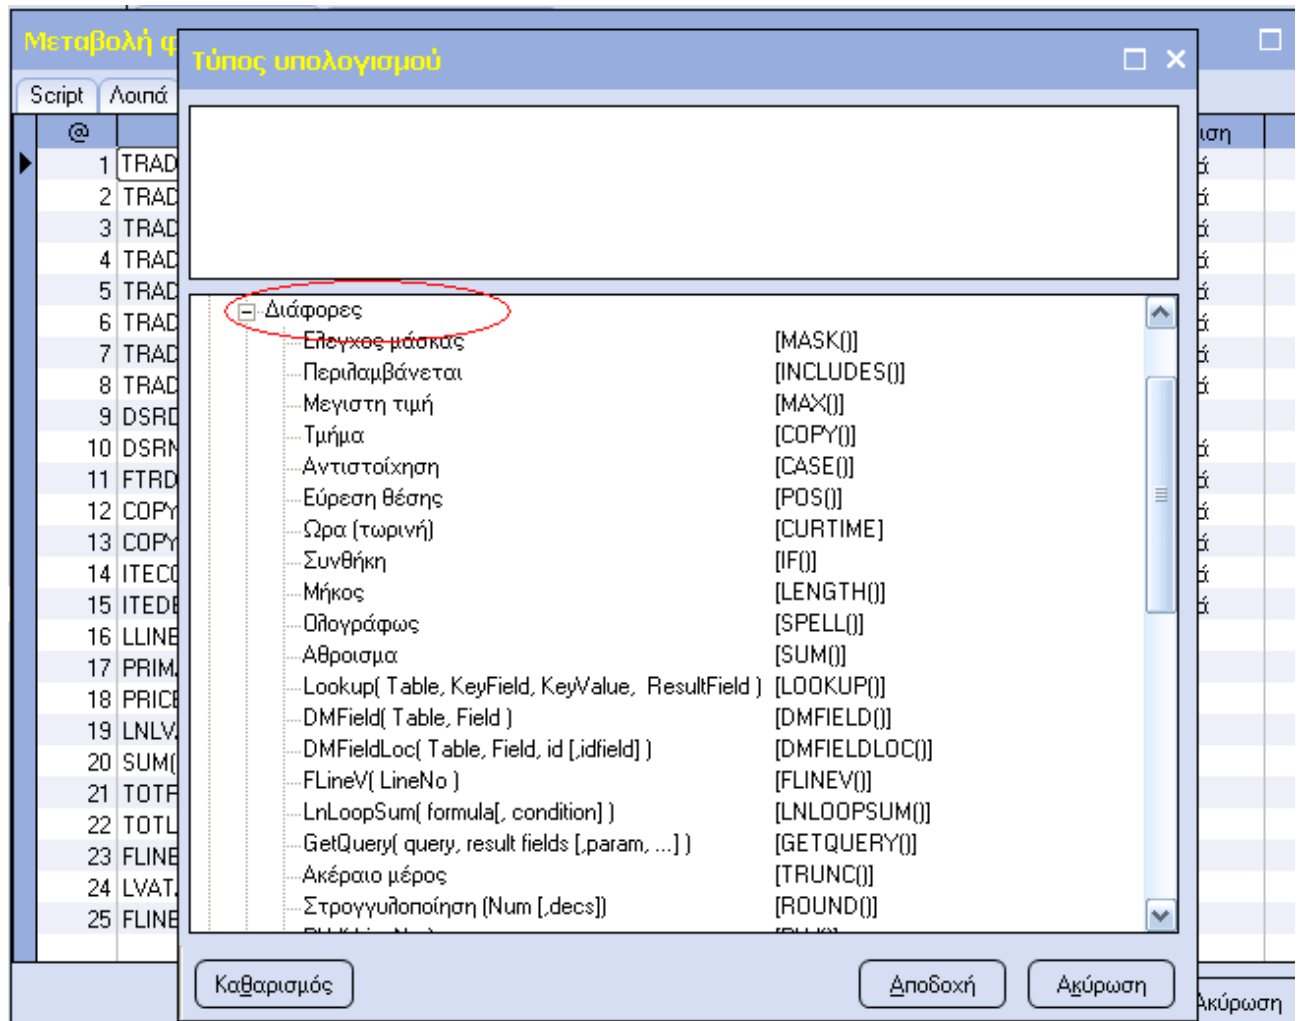 Μεταβολή φ
Τύπος υπολογισμού
Script Λοιπά
@ ιση
1 TRAD ά
2 TRAD ά
3 TRAD ά
4 TRAD ά
5 TRAD ά
6 TRAD ά
7 TRAD ά
8 TRAD ά
9 DSRD
10 DSRN ά
11 FTRD ά
12 COPY ά
13 COPY ά
14 ITECO ά
15 ITEDE ά
16 LLINE
17 PRIM
18 PRICE
19 LNLV
20 SUM(
21 TOTF
22 TOTL
23 FLINE
24 LVAT
25 FLINE
Διάφορες
Ελεγχος μάσκας [MASK()]
Περιλαμβάνεται [INCLUDES()]
Μεγιστη τιμή [MAX()]
Τμήμα [COPY()]
Αντιστοίχηση [CASE()]
Εύρεση θέσης [POS()]
Ωρα (τωρινή) [CURTIME]
Συνθήκη [IF()]
Μήκος [LENGTH()]
Ολογράφως [SPELL()]
Αθροισμα [SUM()]
Lookup( Table, KeyField, KeyValue, ResultField ) [LOOKUP()]
DMField( Table, Field ) [DMFIELD()]
DMFieldLoc( Table, Field, id [,idfield] ) [DMFIELDLOC()]
FLineV( LineNo ) [FLINEV()]
LnLoopSum( formula[, condition] ) [LNLOOPSUM()]
GetQuery( query, result fields [,param, ...] ) [GETQUERY()]
Ακέραιο μέρος [TRUNC()]
Στρογγυλοποίηση (Num [,decs]) [ROUND()]
Καθαρισμός Αποδοχή Ακύρωση
Ακύρωση